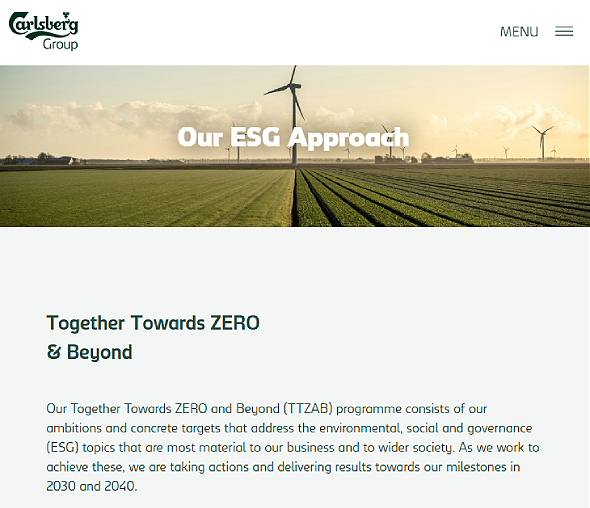 Carlsberg
Group
MENU
Our ESG Approach
Together Towards ZERO
& Beyond
Our Together Towards ZERO and Beyond (TTZAB) programme consists of our
ambitions and concrete targets that address the environmental, social and governance
(ESG) topics that are most material to our business and to wider society. As we work to
achieve these, we are taking actions and delivering results towards our milestones in
2030 and 2040.